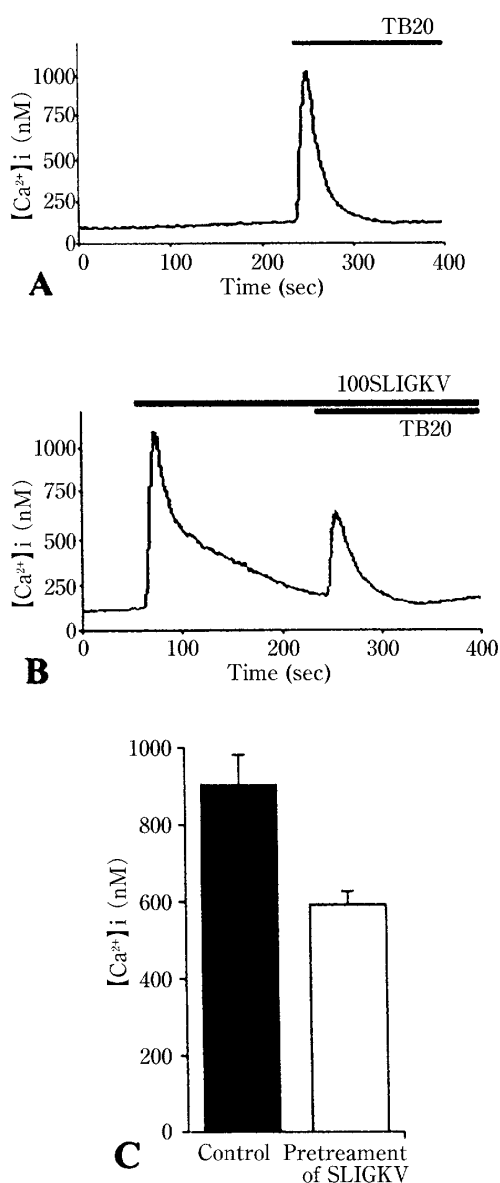 TB20
1000
750
500
250
0
【Ca²⁺】i (nM)
0 100 200 300 400
Time (sec)
A
100SLIGKV
TB20
1000
750
500
250
0
【Ca²⁺】i (nM)
0 100 200 300 400
Time (sec)
B
1000
800
600
400
200
0
【Ca²⁺】i (nM)
Control Pretreament
of SLIGKV
C